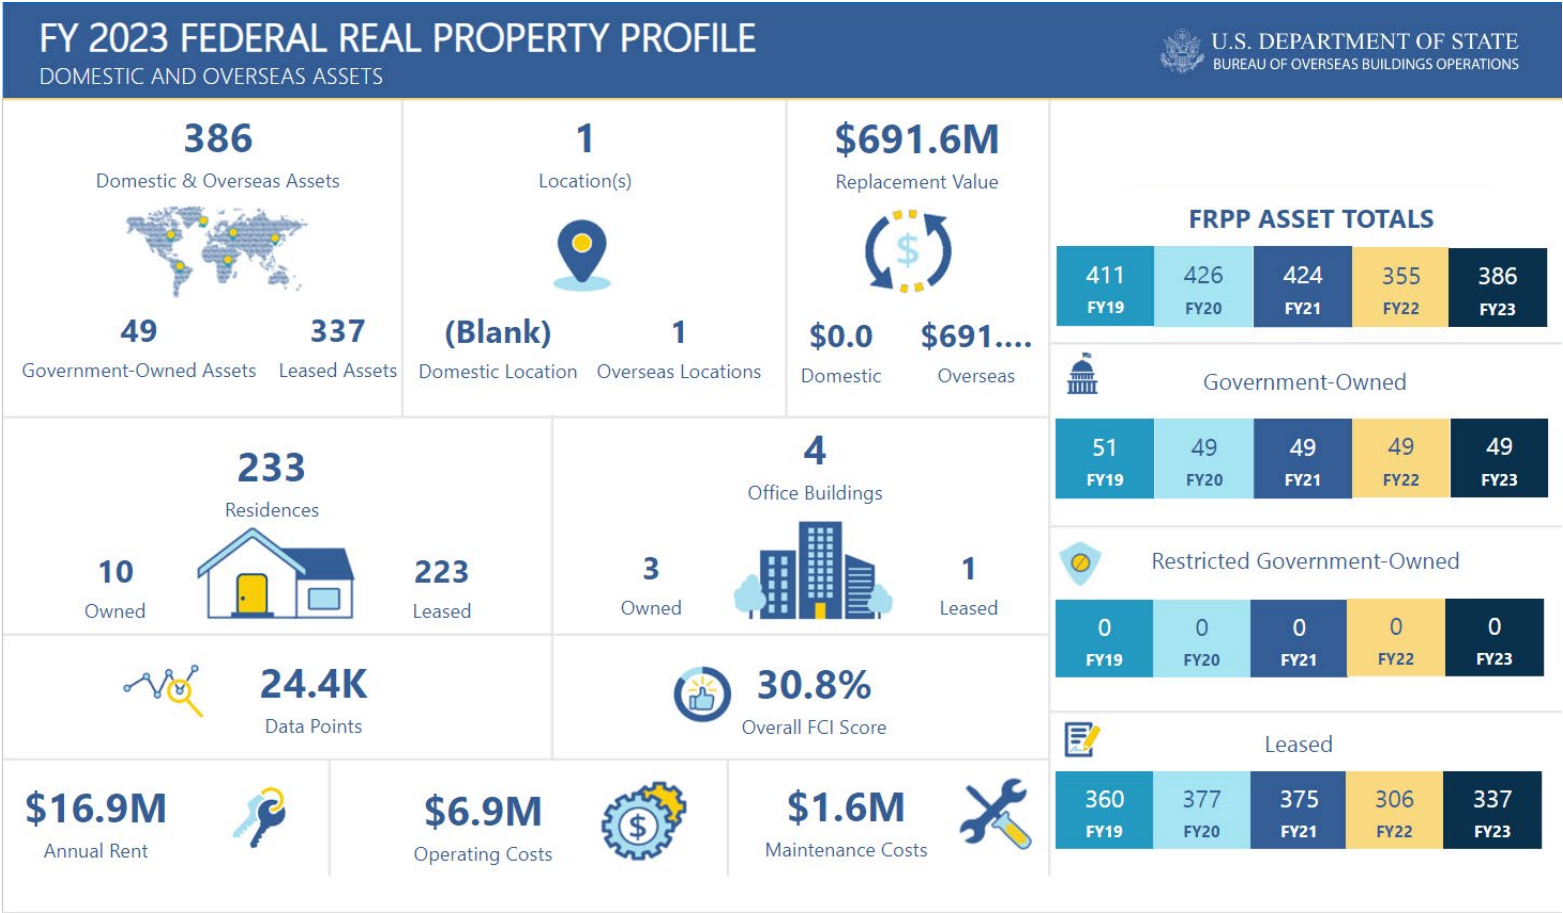 FY 2023 FEDERAL REAL PROPERTY PROFILE
DOMESTIC AND OVERSEAS ASSETS
U.S. DEPARTMENT OF STATE
BUREAU OF OVERSEAS BUILDINGS OPERATIONS
386
Domestic & Overseas Assets
49
Government-Owned Assets
337
Leased Assets
1
Location(s)
(Blank)
Domestic Location
1
Overseas Locations
$691.6M
Replacement Value
$
$0.0
Domestic
$691....
Overseas
233
Residences
10
Owned
223
Leased
4
Office Buildings
3
Owned
1
Leased
24.4K
Data Points
30.8%
Overall FCI Score
$16.9M
Annual Rent
$6.9M
Operating Costs
$
$1.6M
Maintenance Costs
FRPP ASSET TOTALS
411 426 424 355 386
FY19 FY20 FY21 FY22 FY23
Government-Owned
51 49 49 49 49
FY19 FY20 FY21 FY22 FY23
Restricted Government-Owned
0 0 0 0 0
FY19 FY20 FY21 FY22 FY23
Leased
360 377 375 306 337
FY19 FY20 FY21 FY22 FY23